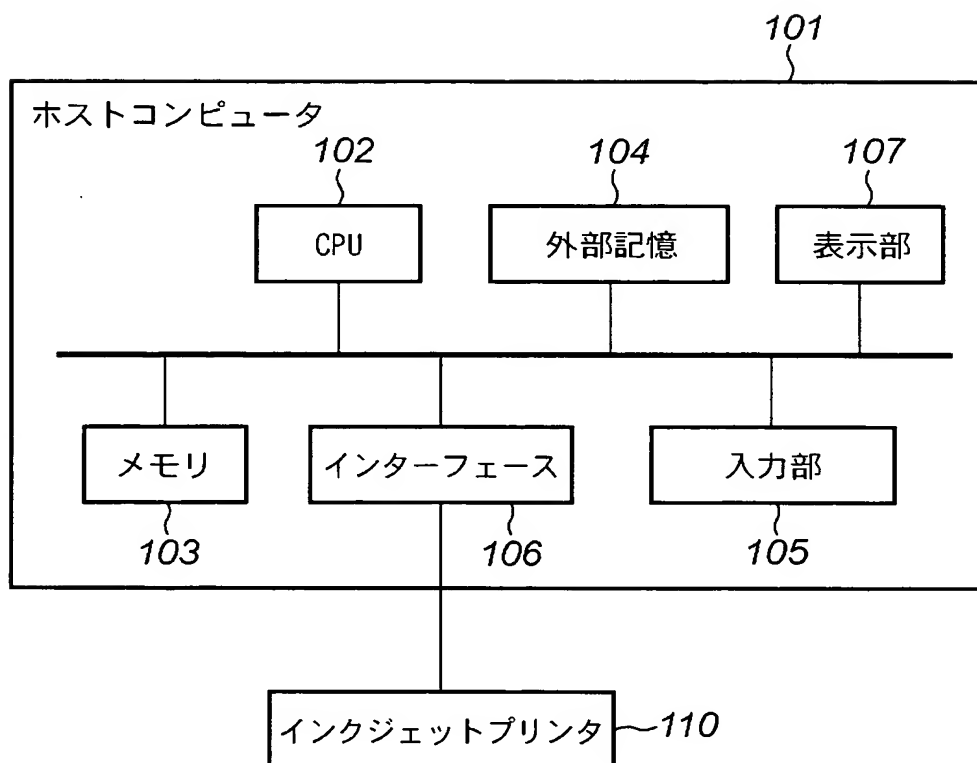 101
ホストコンピュータ
102
104
107
CPU
外部記憶
表示部
メモリ
インターフェース
入力部
103
106
105
インクジェットプリンタ
110